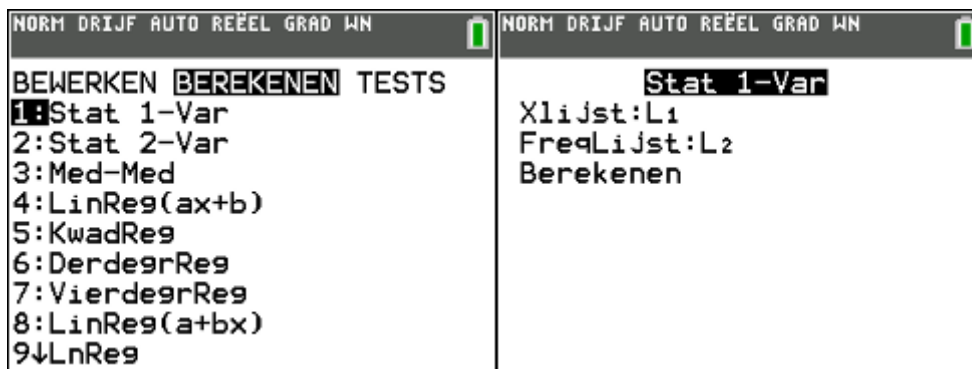 NORM DRIJF AUTO REËEL GRAD WN
BEWERKEN BEREKENEN TESTS
1:Stat 1-Var
2:Stat 2-Var
3:Med-Med
4:LinReg(ax+b)
5:KwadReg
6:DerdegrReg
7:VierdegrReg
8:LinReg(a+bx)
9↓LnReg
NORM DRIJF AUTO REËEL GRAD WN
Stat 1-Var
Xlijst:L₁
FreqLijst:L₂
Berekenen